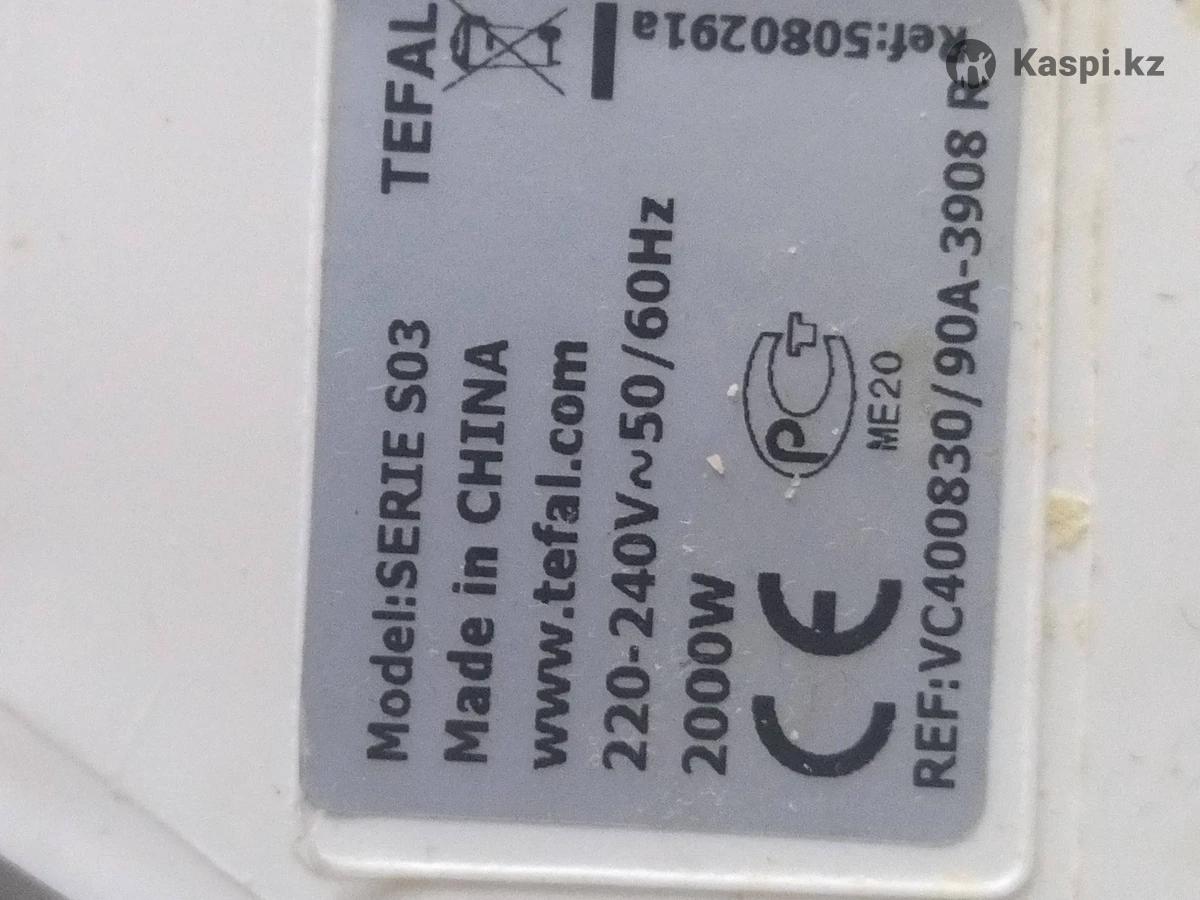 Model:SERIE S03 TEFAL
Made in CHINA
www.tefal.com
220-240V~50/60Hz
2000W
CE
РСТ
ME20
REF:VC400830/90A-3908 R
Ref:5080291a
Kaspi.kz